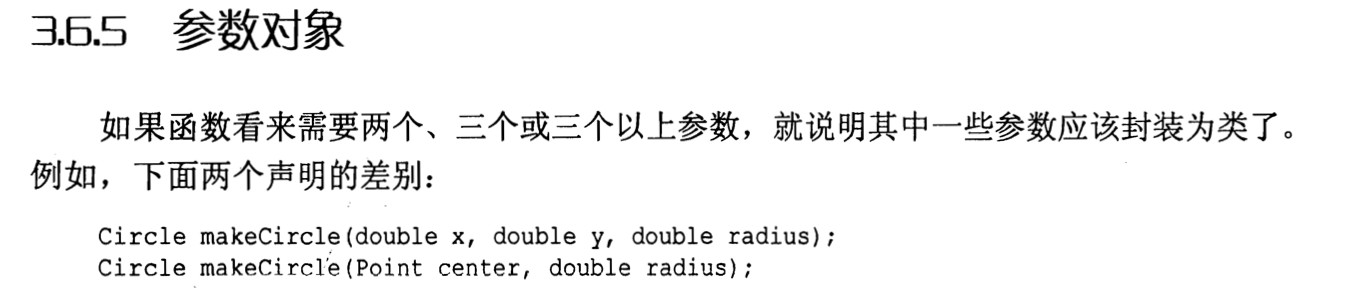 3.6.5 参数对象
如果函数看来需要两个、三个或三个以上参数，就说明其中一些参数应该封装为类了。
例如，下面两个声明的差别：
Circle makeCircle(double x, double y, double radius);
Circle makeCircle(Point center, double radius);